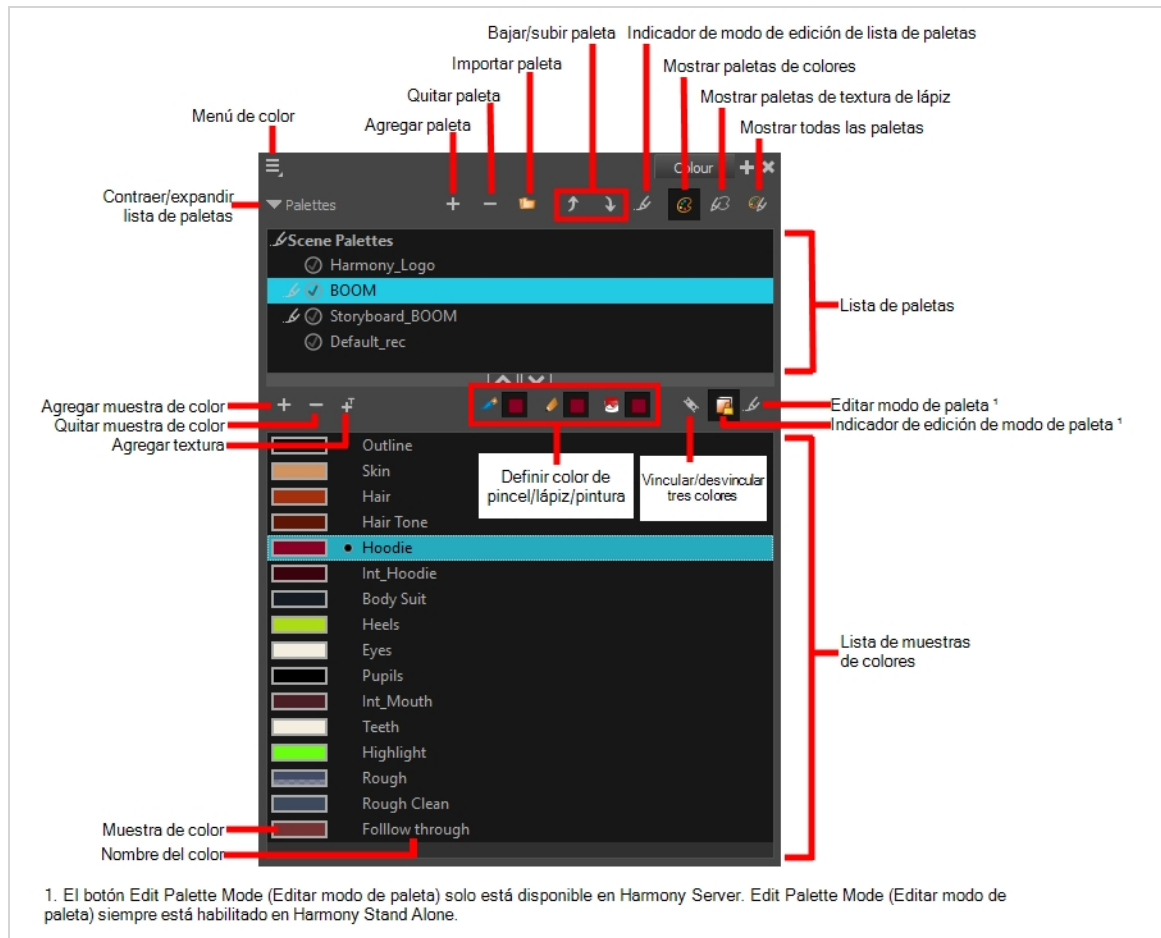 Bajar/subir paleta
Indicador de modo de edición de lista de paletas
Importar paleta
Mostrar paletas de colores
Quitar paleta
Mostrar paletas de textura de lápiz
Menú de color
Agregar paleta
Mostrar todas las paletas
Colour
Contraer/expandir
lista de paletas
Palettes
Scene Palettes
Harmony_Logo
BOOM
Storyboard_BOOM
Default_rec
Lista de paletas
Agregar muestra de color
Quitar muestra de color
Agregar textura
Editar modo de paleta ¹
Indicador de edición de modo de paleta ¹
Definir color de
pincel/lápiz/pintura
Vincular/desvincular
tres colores
Outline
Skin
Hair
Hair Tone
Hoodie
Int_Hoodie
Body Suit
Heels
Eyes
Pupils
Int_Mouth
Teeth
Highlight
Rough
Rough Clean
Folllow through
Lista de muestras
de colores
Muestra de color
Nombre del color
1. El botón Edit Palette Mode (Editar modo de paleta) solo está disponible en Harmony Server. Edit Palette Mode (Editar modo de
paleta) siempre está habilitado en Harmony Stand Alone.